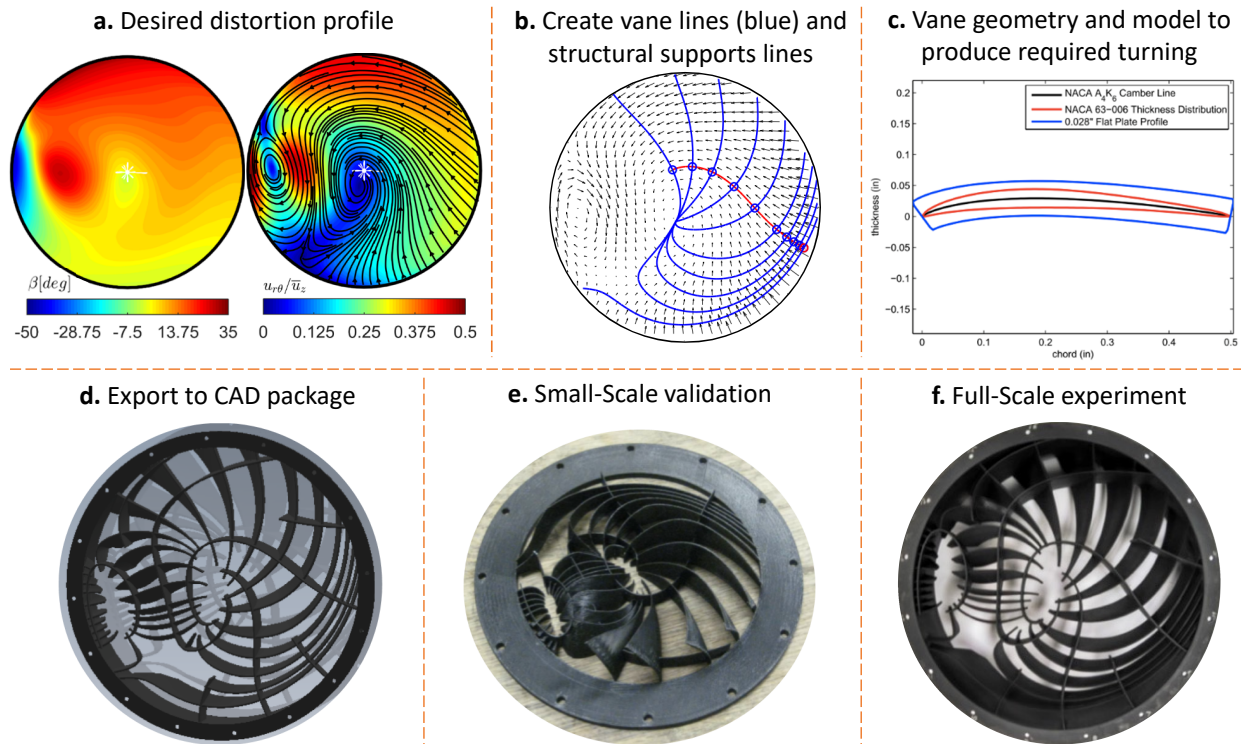 a. Desired distortion profile
β[deg]
-50 -28.75 -7.5 13.75 35
u_{rθ}/ū_z
0 0.125 0.25 0.375 0.5
b. Create vane lines (blue) and
structural supports lines
c. Vane geometry and model to
produce required turning
NACA A₄K₆ Camber Line
NACA 63−006 Thickness Distribution
0.028" Flat Plate Profile
thickness (in)
0.2
0.15
0.1
0.05
0
−0.05
−0.1
−0.15
0 0.1 0.2 0.3 0.4 0.5
chord (in)
d. Export to CAD package
e. Small-Scale validation
f. Full-Scale experiment